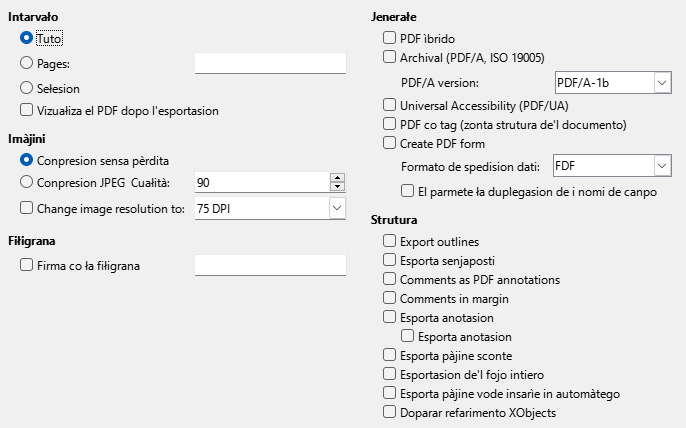 Intarvało
Tuto
Pages:
Sełesion
Vizuałiza el PDF dopo l'esportasion
Imàjini
Conpresion sensa pèrdita
Conpresion JPEG Cuałità: 90
Change image resolution to: 75 DPI
Fiłigrana
Firma co ła fiłigrana
Jenerałe
PDF ìbrido
Archival (PDF/A, ISO 19005)
PDF/A version: PDF/A-1b
Universal Accessibility (PDF/UA)
PDF co tag (zonta strutura de'l documento)
Create PDF form
Formato de spedision dati: FDF
El parmete ła duplegasion de i nomi de canpo
Strutura
Export outlines
Esporta senjaposti
Comments as PDF annotations
Comments in margin
Esporta anotasion
Esporta anotasion
Esporta pàjine sconte
Esportasion de'l fojo intiero
Esporta pàjine vode insarìe in automàtego
Doparar refarimento XObjects